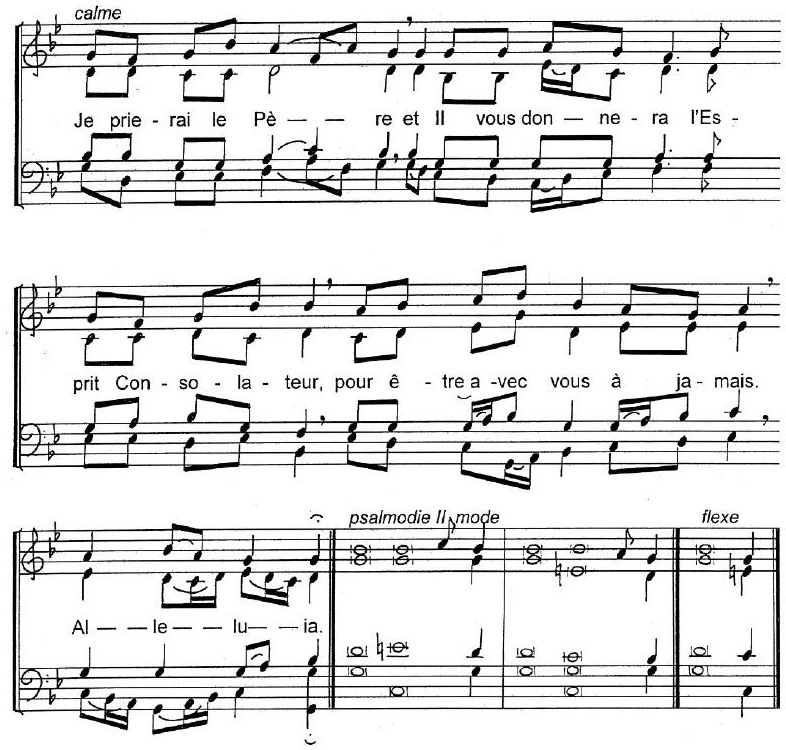 calme
Je prie - rai le Pè — — re et Il vous don — ne - ra l'Es -
prit Con - so - la - teur, pour ê - tre a - vec vous à ja - mais.
psalmodie II mode flexe
Al — — le — lu — ia.